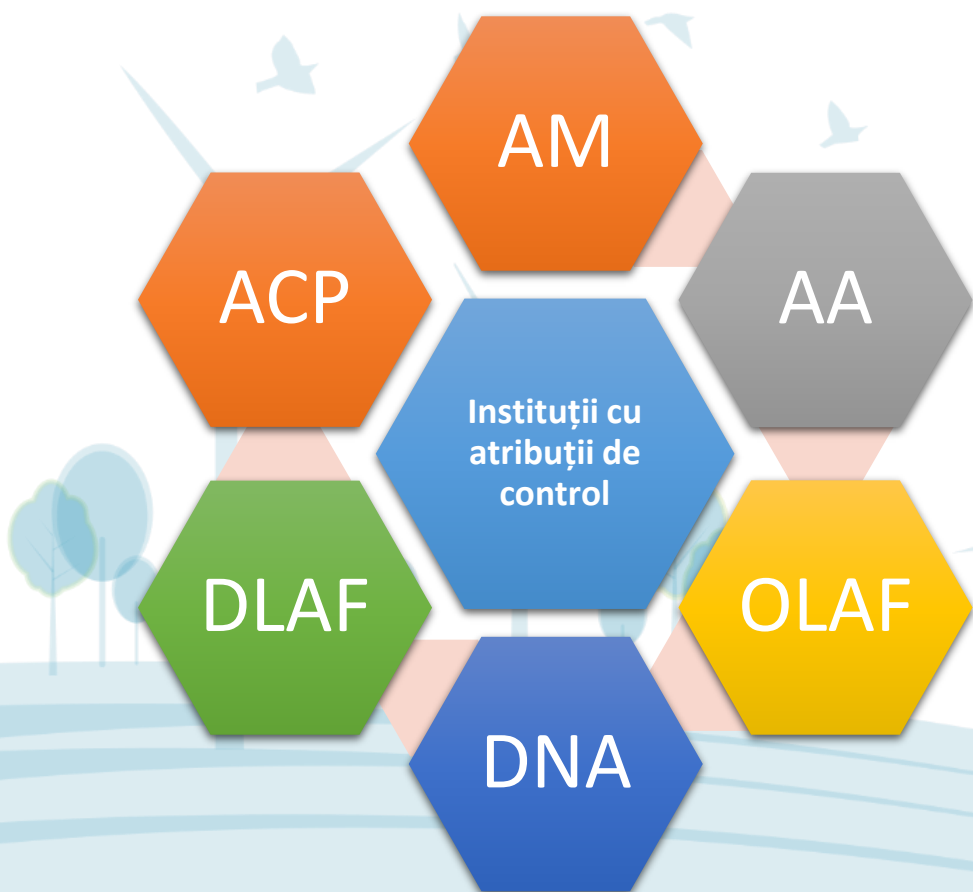 AM
ACP
AA
Instituții cu
atribuții de
control
DLAF
OLAF
DNA